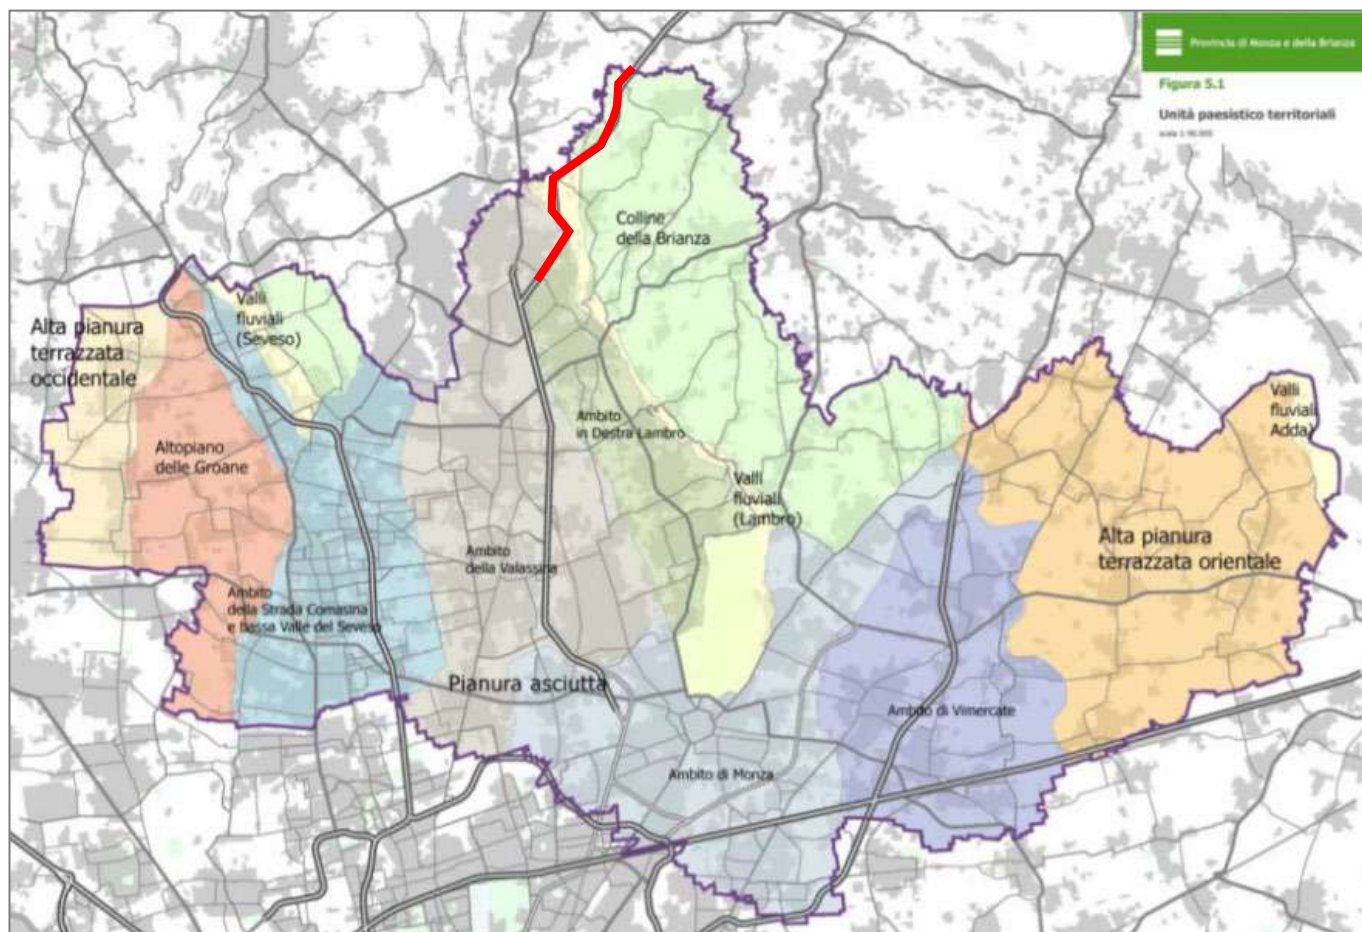 Provincia di Monza e della Brianza
Figura 5.1
Unità paesistico territoriali
Colline
della Brianza
Valli
fluviali
(Seveso)
Alta pianura
terrazzata
occidentale
Altopiano
delle Groane
Ambito
in Destra Lambro
Valli
fluviali
Adda)
Valli
fluviali
(Lambro)
Alta pianura
terrazzata orientale
Ambito
della Valassina
Ambito
della Strada Comasina
e Bassa Valle del Seveso
Pianura asciutta
Ambito di Vimercate
Ambito di Monza